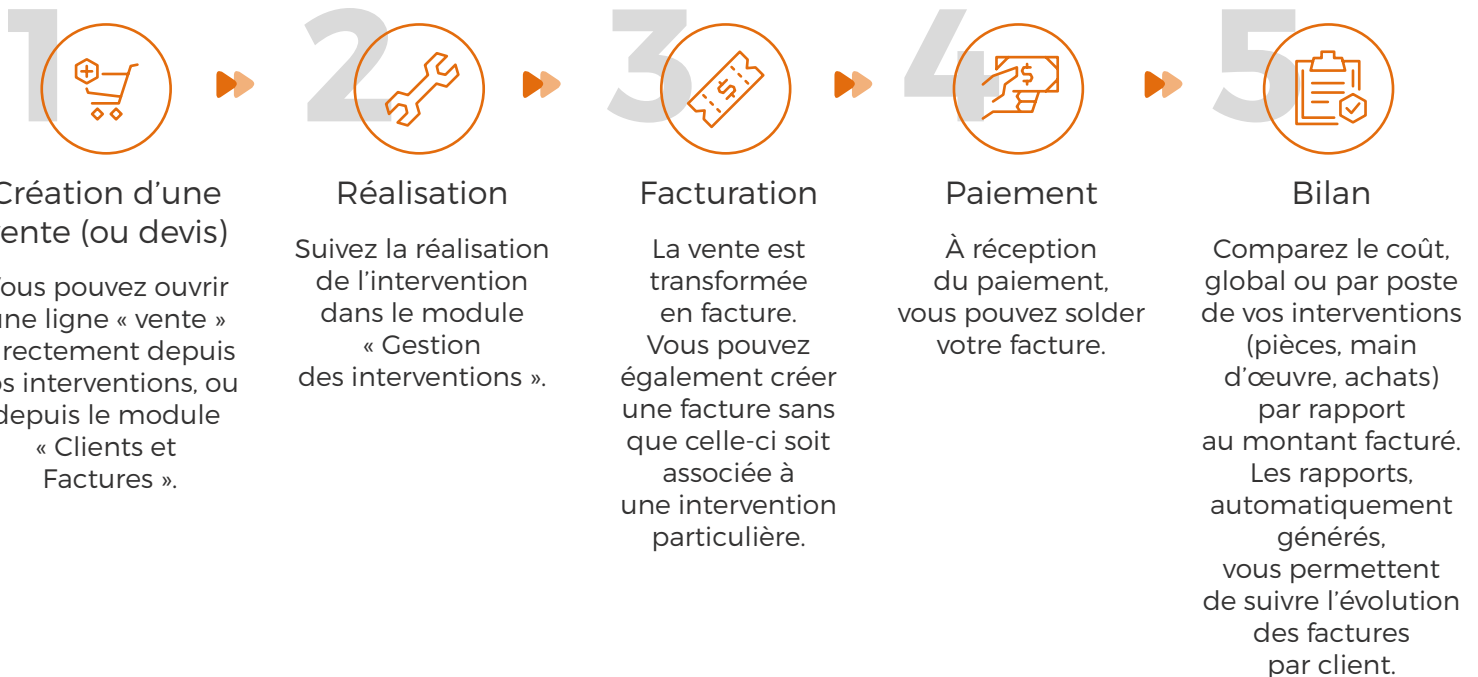 1
Création d’une
vente (ou devis)
Vous pouvez ouvrir
une ligne « vente »
directement depuis
vos interventions, ou
depuis le module
« Clients et
Factures ».
2
Réalisation
Suivez la réalisation
de l’intervention
dans le module
« Gestion
des interventions ».
3
$
Facturation
La vente est
transformée
en facture.
Vous pouvez
également créer
une facture sans
que celle-ci soit
associée à
une intervention
particulière.
4
$
Paiement
À réception
du paiement,
vous pouvez solder
votre facture.
5
Bilan
Comparez le coût,
global ou par poste
de vos interventions
(pièces, main
d’œuvre, achats)
par rapport
au montant facturé.
Les rapports,
automatiquement
générés,
vous permettent
de suivre l’évolution
des factures
par client.